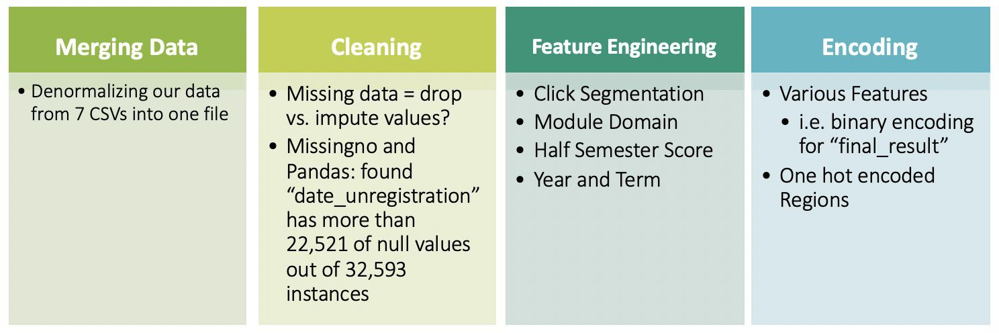 Merging Data
• Denormalizing our data
from 7 CSVs into one file
Cleaning
• Missing data = drop
vs. impute values?
• Missingno and
Pandas: found
“date_unregistration”
has more than
22,521 of null values
out of 32,593
instances
Feature Engineering
• Click Segmentation
• Module Domain
• Half Semester Score
• Year and Term
Encoding
• Various Features
• i.e. binary encoding
for “final_result”
• One hot encoded
Regions